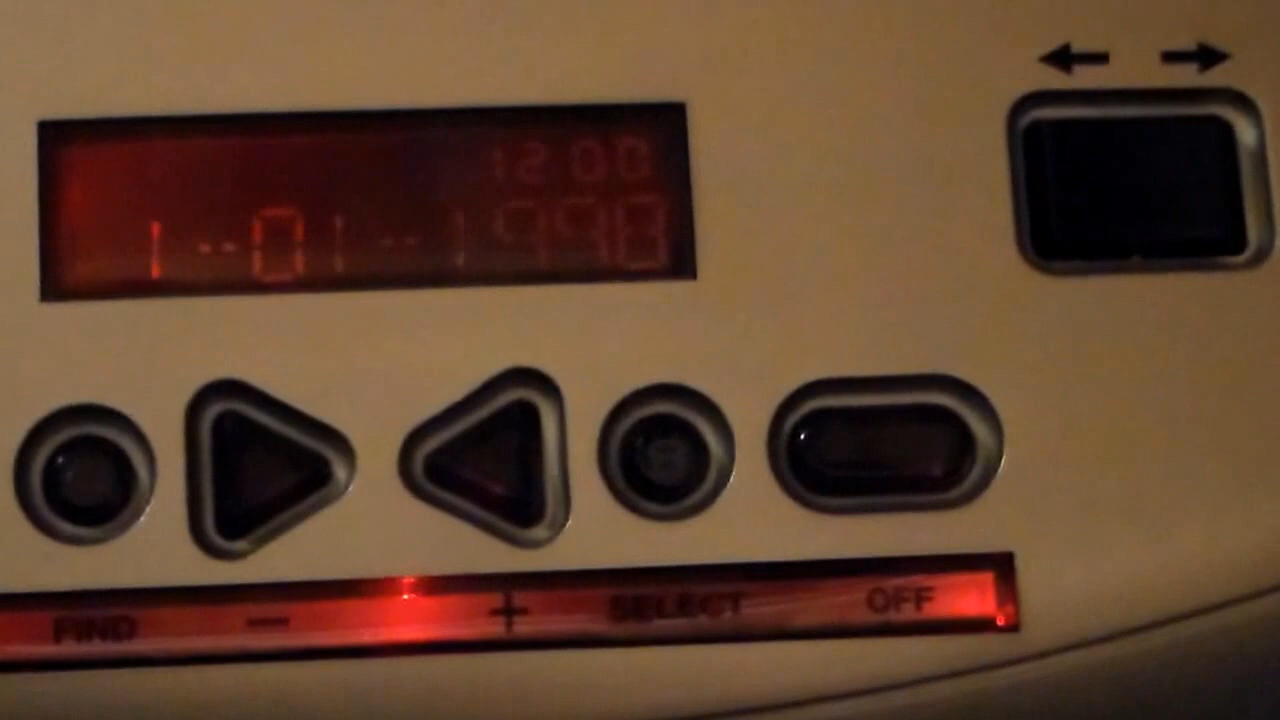 12 00
1--01--1998
FIND — + SELECT OFF